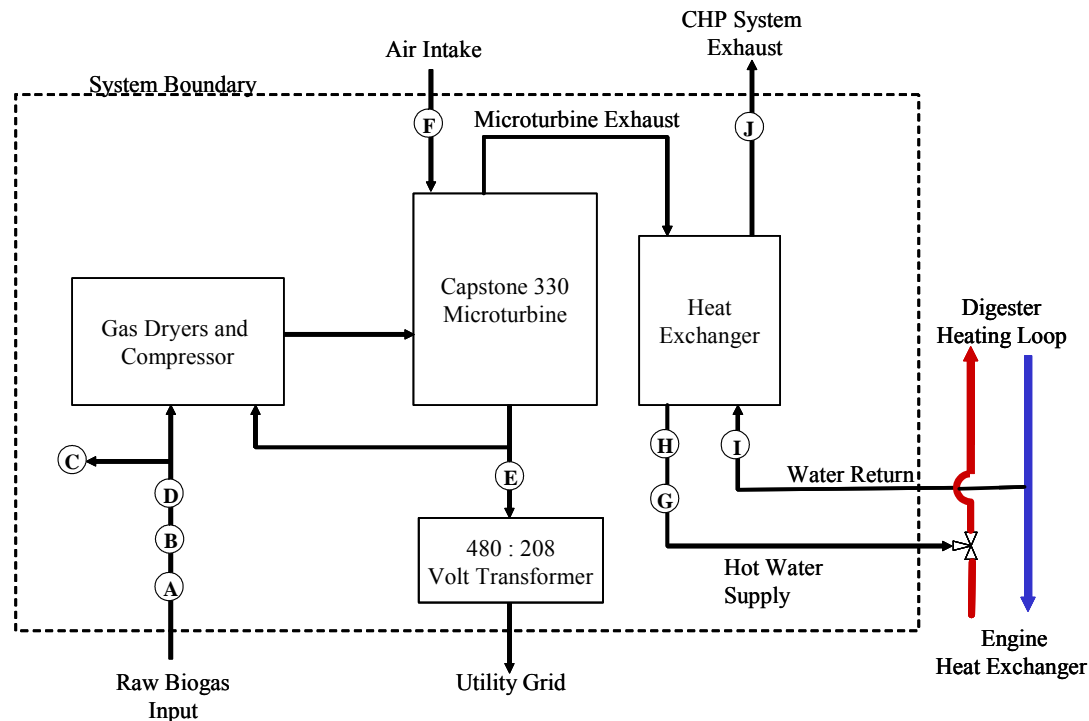 CHP System
Exhaust
Air Intake
System Boundary
F
Microturbine Exhaust
J
Capstone 330
Microturbine
Heat
Exchanger
Gas Dryers and
Compressor
Digester
Heating Loop
C
H
I
E
D
G
Water Return
B
480 : 208
Volt Transformer
A
Hot Water
Supply
Engine
Heat Exchanger
Raw Biogas
Input
Utility Grid